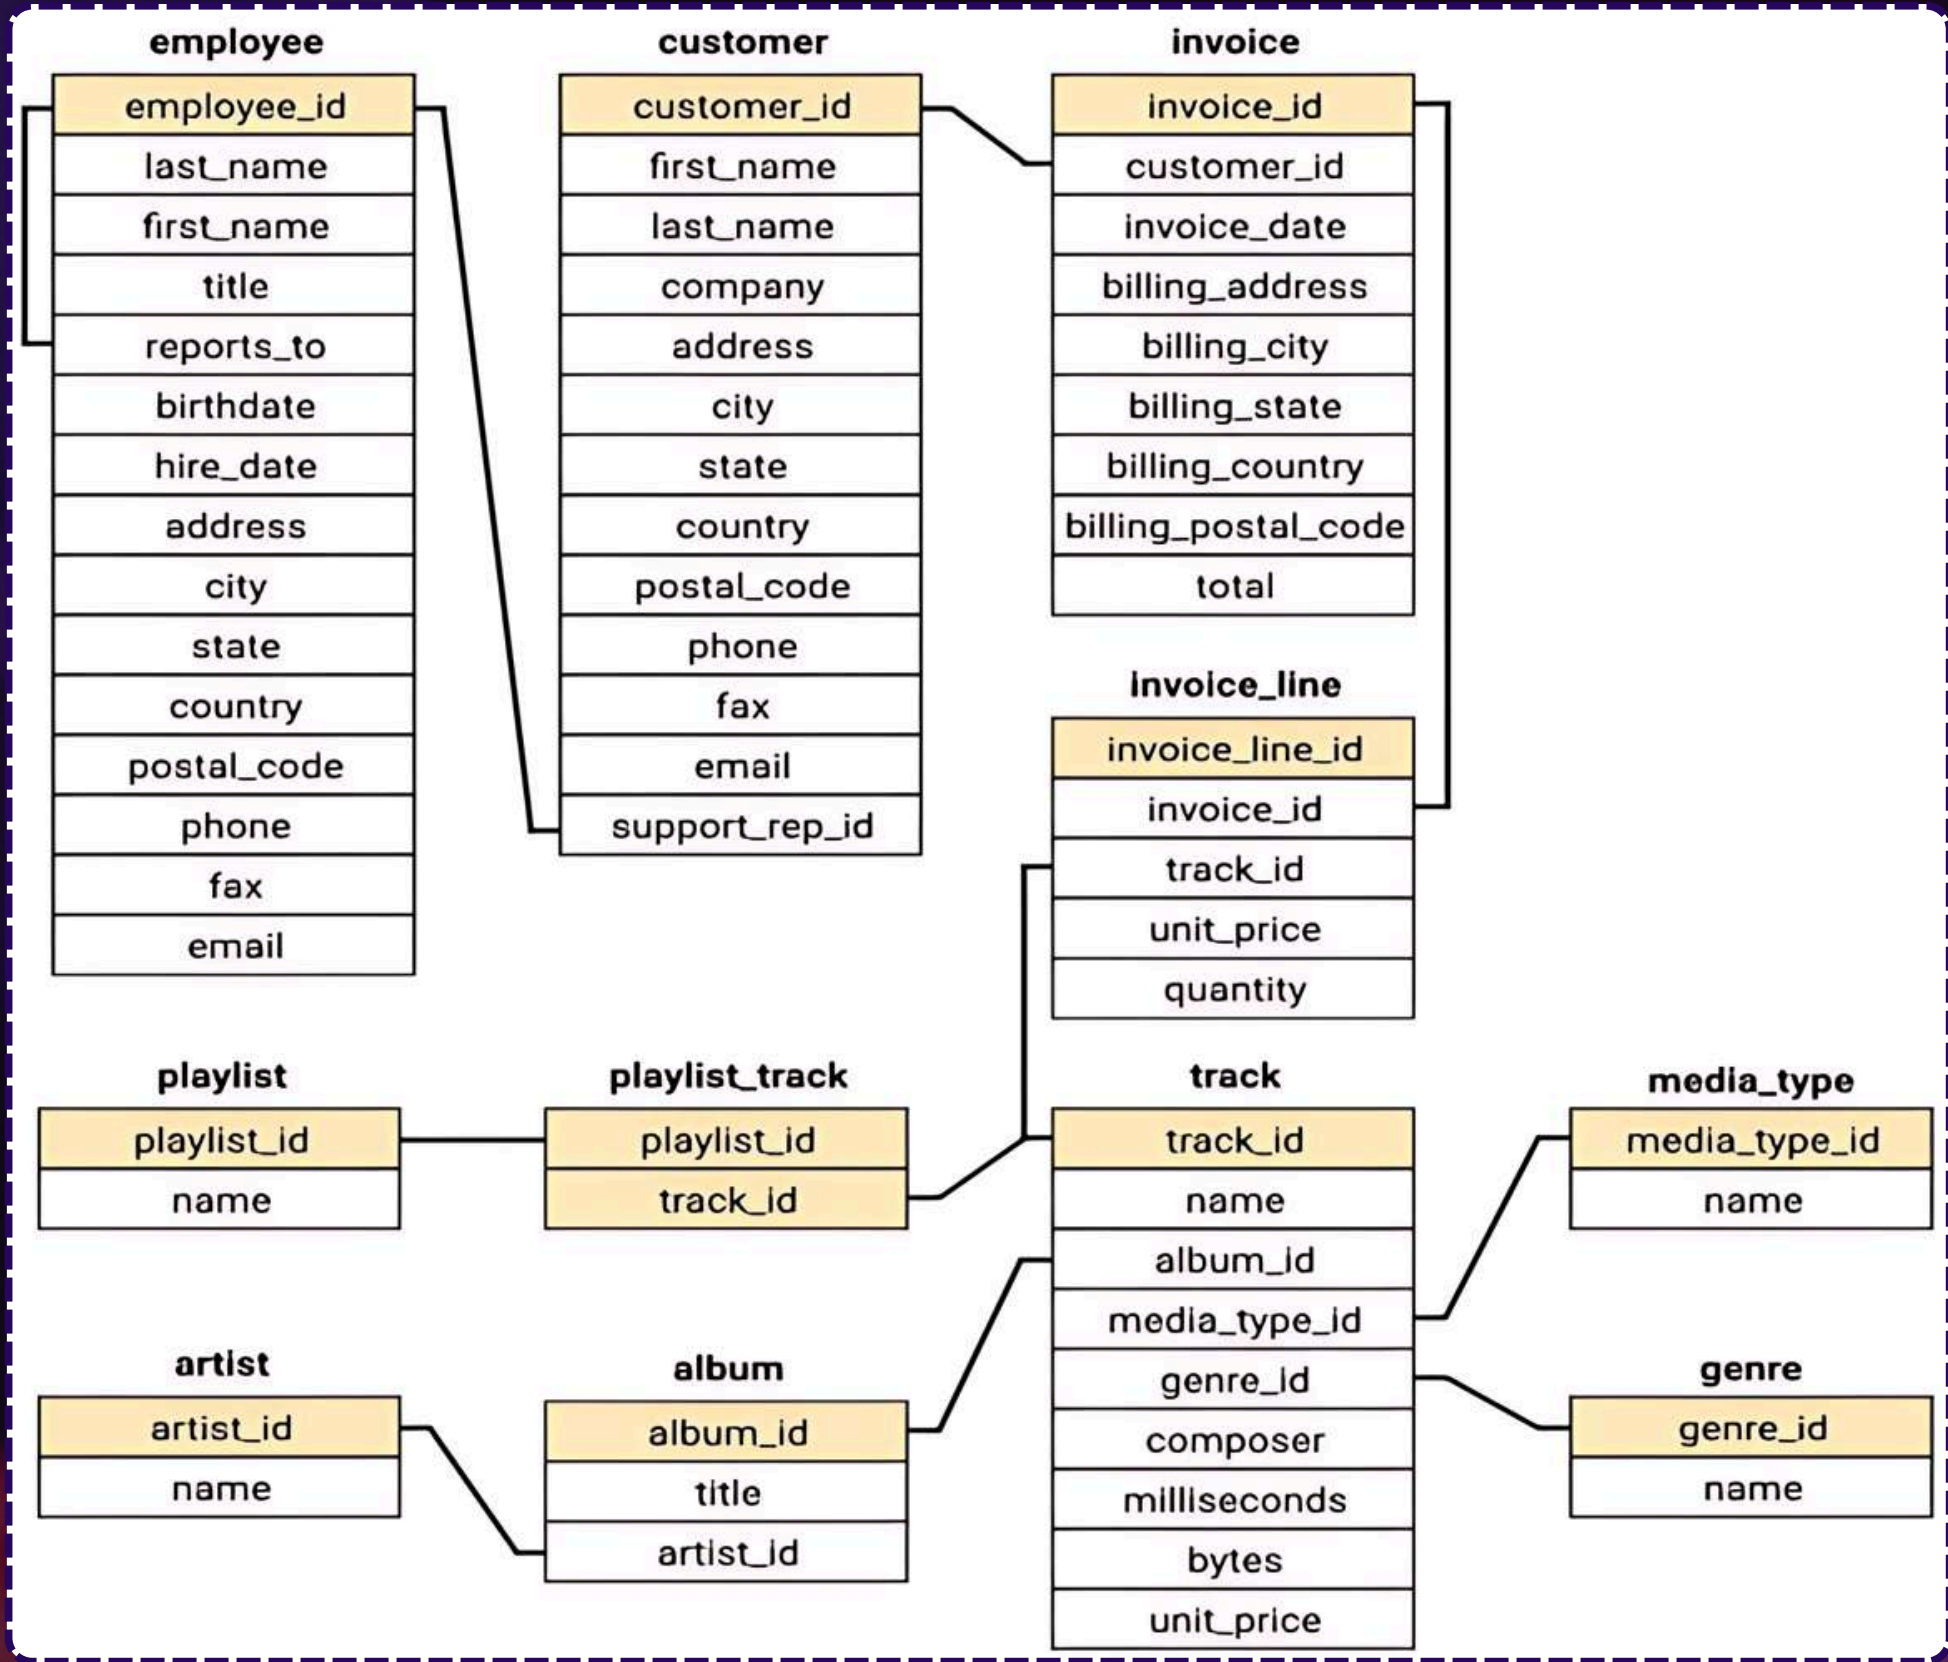 employee
employee_id
last_name
first_name
title
reports_to
birthdate
hire_date
address
city
state
country
postal_code
phone
fax
email
customer
customer_id
first_name
last_name
company
address
city
state
country
postal_code
phone
fax
email
support_rep_id
invoice
invoice_id
customer_id
invoice_date
billing_address
billing_city
billing_state
billing_country
billing_postal_code
total
invoice_line
invoice_line_id
invoice_id
track_id
unit_price
quantity
playlist
playlist_id
name
playlist_track
playlist_id
track_id
track
track_id
name
album_id
media_type_id
genre_id
composer
milliseconds
bytes
unit_price
media_type
media_type_id
name
artist
artist_id
name
album
album_id
title
artist_id
genre
genre_id
name